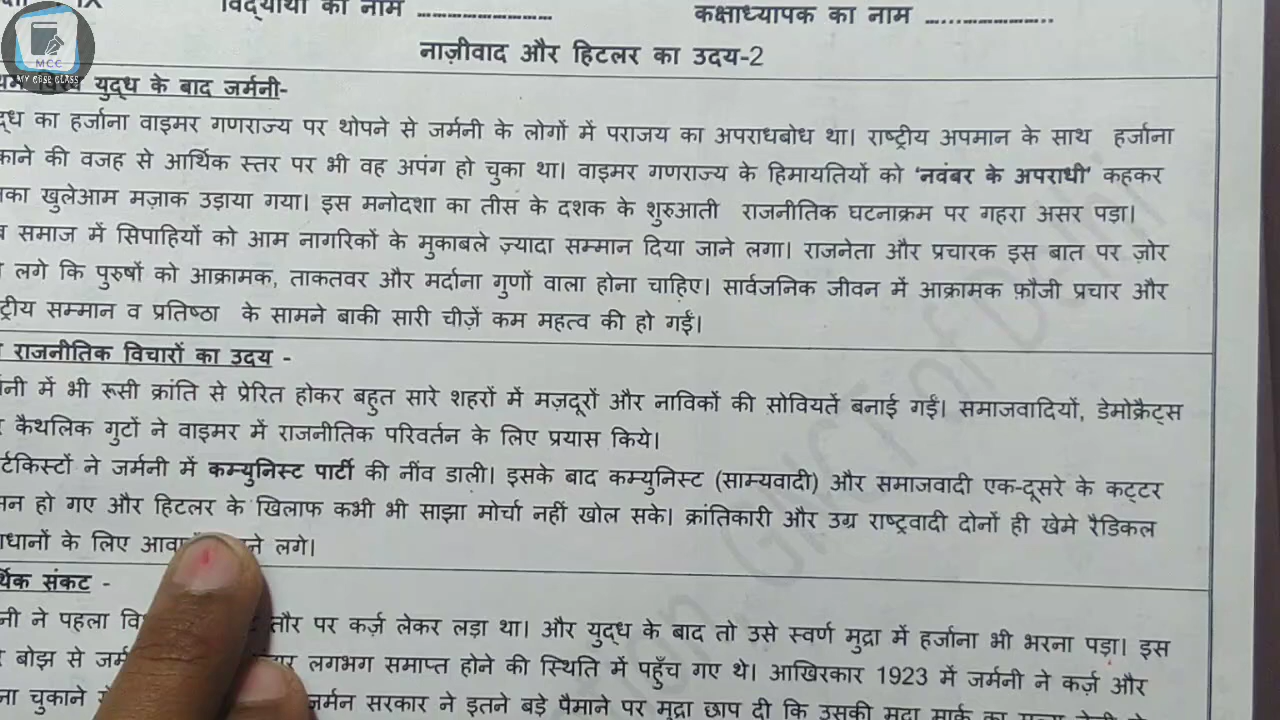 IX विद्यार्थी का नाम ........................ कक्षाध्यापक का नाम ........................
MCC
MY CBSE CLASS
नाज़ीवाद और हिटलर का उदय-2
युद्ध के बाद जर्मनी-
का हर्जाना वाइमर गणराज्य पर थोपने से जर्मनी के लोगों में पराजय का अपराधबोध था। राष्ट्रीय अपमान के साथ हर्जाना
की वजह से आर्थिक स्तर पर भी वह अपंग हो चुका था। वाइमर गणराज्य के हिमायतियों को 'नवंबर के अपराधी' कहकर
खुलेआम मज़ाक उड़ाया गया। इस मनोदशा का तीस के दशक के शुरुआती राजनीतिक घटनाक्रम पर गहरा असर पड़ा।
समाज में सिपाहियों को आम नागरिकों के मुकाबले ज़्यादा सम्मान दिया जाने लगा। राजनेता और प्रचारक इस बात पर ज़ोर
लगे कि पुरुषों को आक्रामक, ताकतवर और मर्दाना गुणों वाला होना चाहिए। सार्वजनिक जीवन में आक्रामक फ़ौजी प्रचार और
सम्मान व प्रतिष्ठा के सामने बाकी सारी चीज़ें कम महत्व की हो गईं।
राजनीतिक विचारों का उदय -
में भी रूसी क्रांति से प्रेरित होकर बहुत सारे शहरों में मज़दूरों और नाविकों की सोवियतें बनाई गईं। समाजवादियों, डेमोक्रैट्स
कैथलिक गुटों ने वाइमर में राजनीतिक परिवर्तन के लिए प्रयास किये।
ने जर्मनी में कम्युनिस्ट पार्टी की नींव डाली। इसके बाद कम्युनिस्ट (साम्यवादी) और समाजवादी एक-दूसरे के कट्टर
हो गए और हिटलर के खिलाफ कभी भी साझा मोर्चा नहीं खोल सके। क्रांतिकारी और उग्र राष्ट्रवादी दोनों ही खेमे रैडिकल
के लिए लगे।
संकट -
ने पहला तौर पर कर्ज़ लेकर लड़ा था। और युद्ध के बाद तो उसे स्वर्ण मुद्रा में हर्जाना भी भरना पड़ा। इस
बोझ से लगभग समाप्त होने की स्थिति में पहुँच गए थे। आखिरकार 1923 में जर्मनी ने कर्ज़ और
चुकाने जर्मन सरकार ने इतने बड़े पैमाने पर मुद्रा छाप दी कि उसकी मुद्रा मार्क का